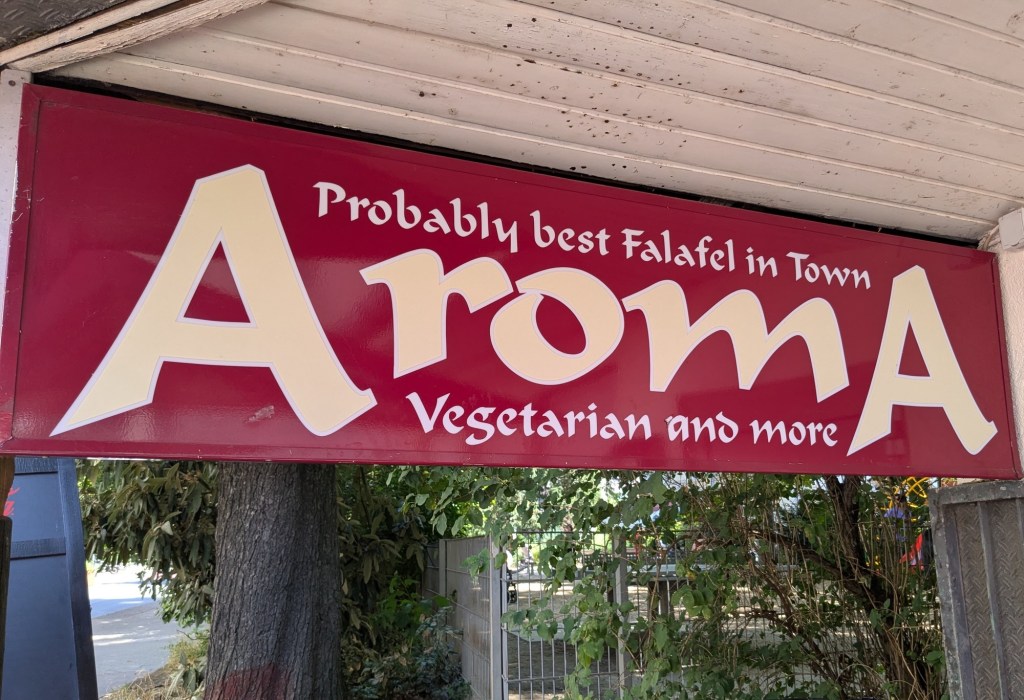 Probably best Falafel in Town
AromA
Vegetarian and more